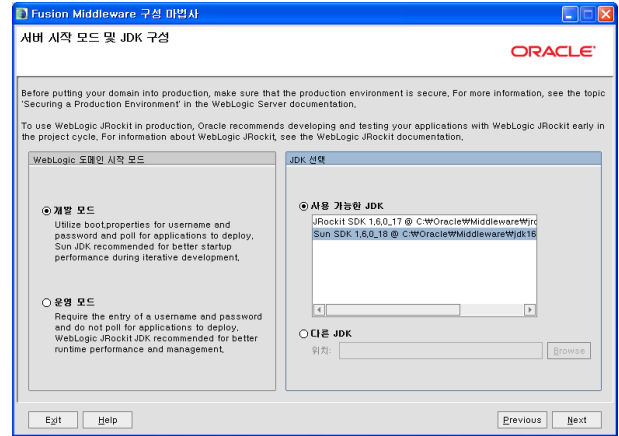 Fusion Middleware 구성 마법사
서버 시작 모드 및 JDK 구성
ORACLE
Before putting your domain into production, make sure that the production environment is secure. For more information, see the topic
'Securing a Production Environment' in the WebLogic Server documentation.
To use WebLogic JRockit in production, Oracle recommends developing and testing your applications with WebLogic JRockit early in
the project cycle. For information about WebLogic JRockit, see the WebLogic JRockit documentation.
WebLogic 도메인 시작 모드
개발 모드
Utilize boot.properties for username and
password and poll for applications to deploy.
Sun JDK recommended for better startup
performance during iterative development.
운영 모드
Require the entry of a username and password
and do not poll for applications to deploy.
WebLogic JRockit JDK recommended for better
runtime performance and management.
JDK 선택
사용 가능한 JDK
JRockit SDK 1.6.0_17 @ C:₩Oracle₩Middleware₩jrc
Sun SDK 1.6.0_18 @ C:₩Oracle₩Middleware₩jdk16
다른 JDK
위치: Browse
Exit Help Previous Next